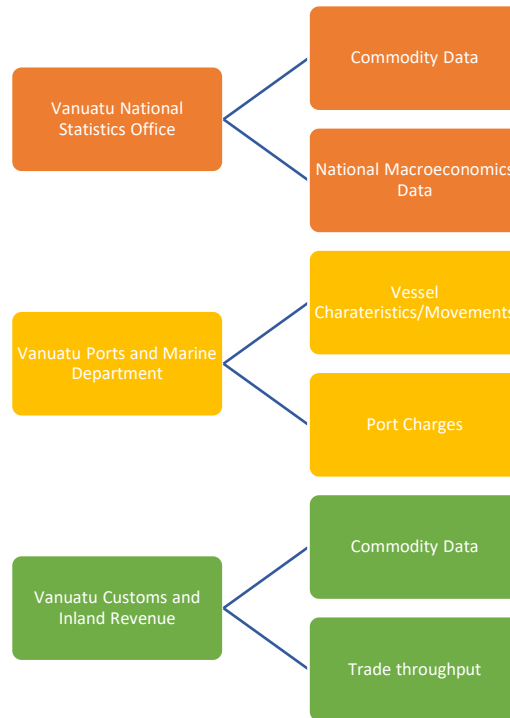 Commodity Data
Vanuatu National
Statistics Office
National Macroeconomics
Data
Vessel
Charateristics/Movements
Vanuatu Ports and Marine
Department
Port Charges
Commodity Data
Vanuatu Customs and
Inland Revenue
Trade throughput